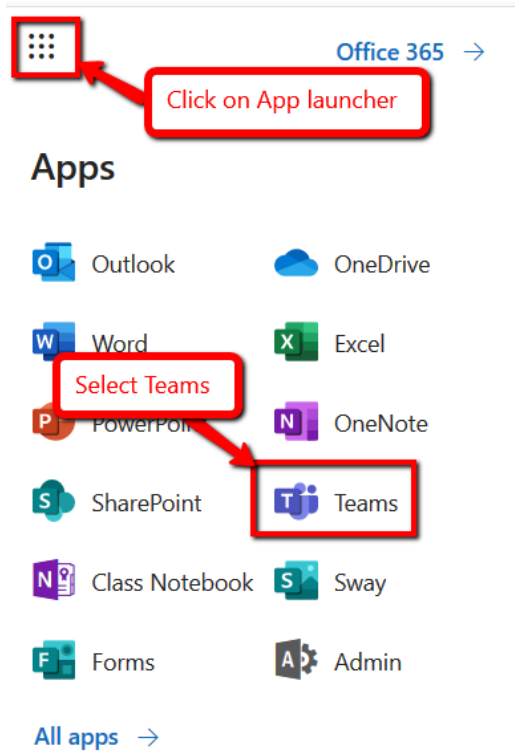 Office 365 →
Click on App launcher
Apps
Outlook
OneDrive
Word
Excel
Select Teams
OneNote
SharePoint
Teams
Class Notebook
Sway
Forms
Admin
All apps →